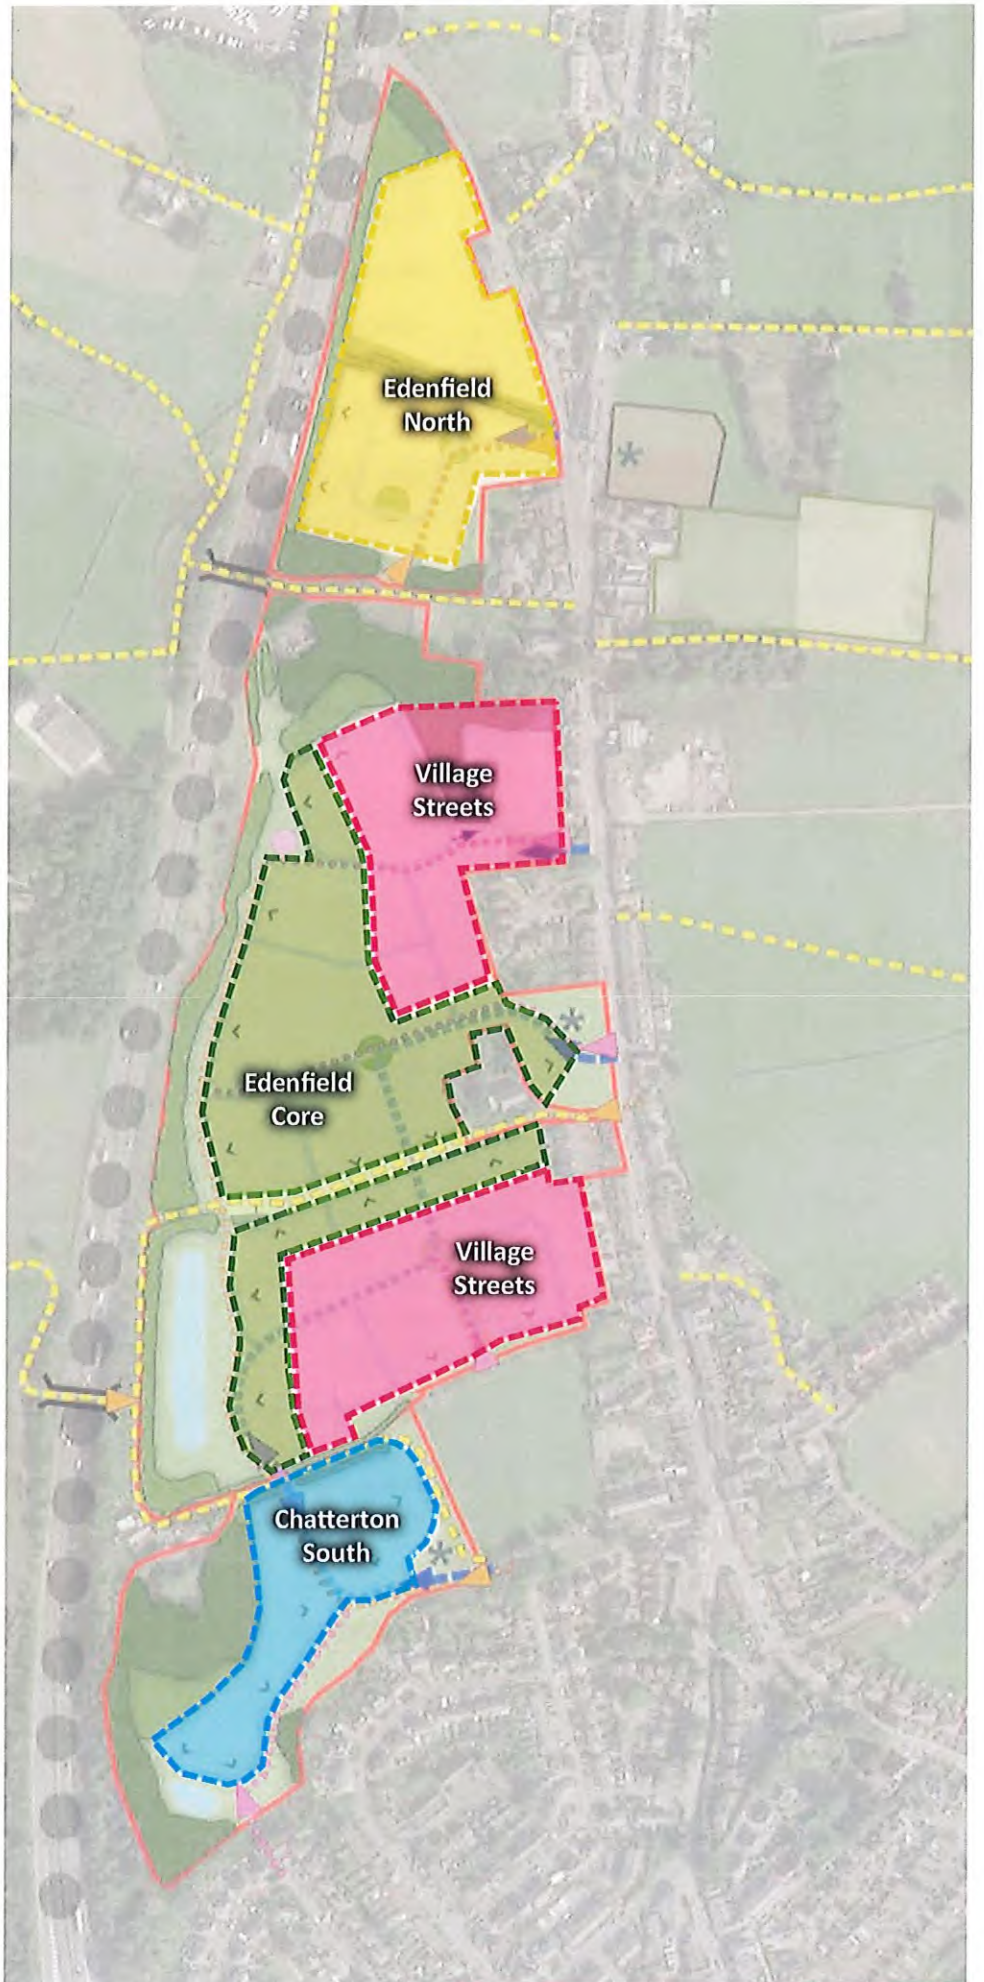 Edenfield
North
Village
Streets
Edenfield
Core
Village
Streets
Chatterton
South